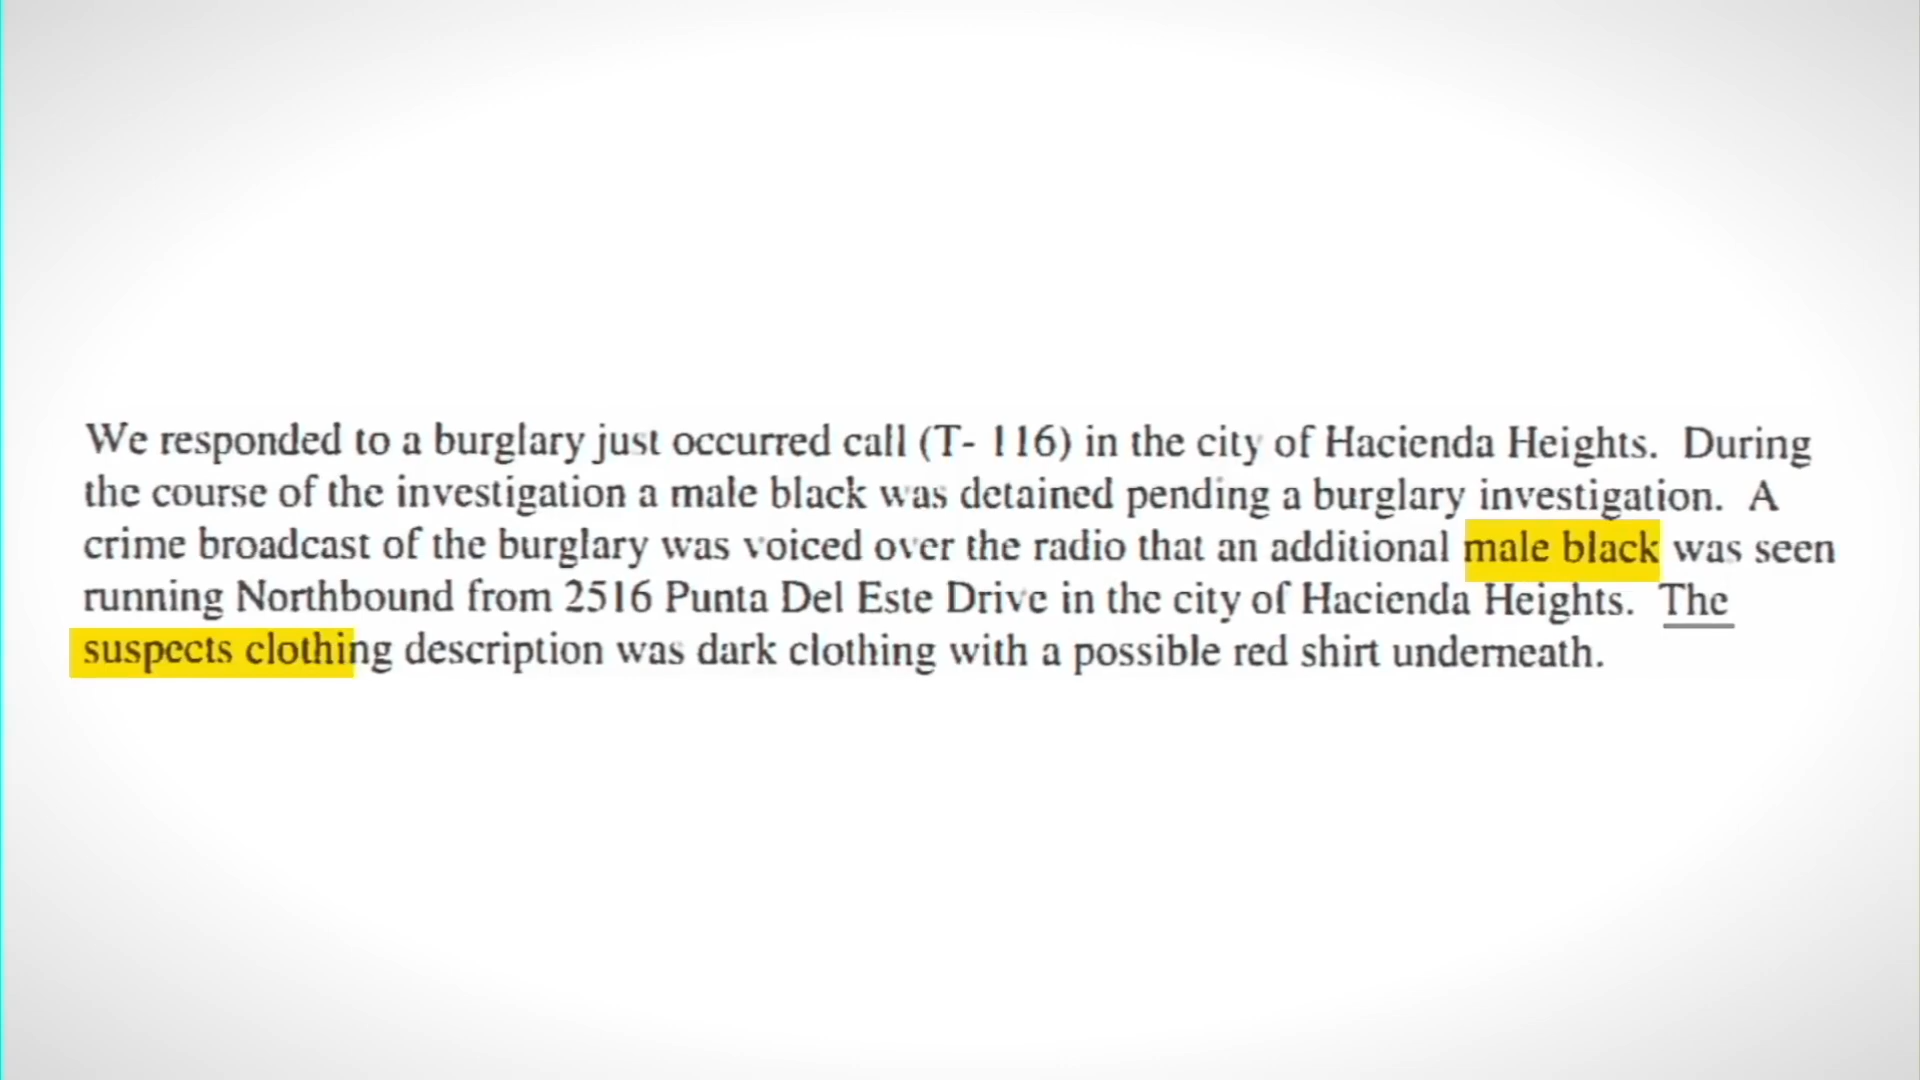 We responded to a burglary just occurred call (T- 116) in the city of Hacienda Heights. During
the course of the investigation a male black was detained pending a burglary investigation. A
crime broadcast of the burglary was voiced over the radio that an additional male black was seen
running Northbound from 2516 Punta Del Este Drive in the city of Hacienda Heights. The
suspects clothing description was dark clothing with a possible red shirt underneath.